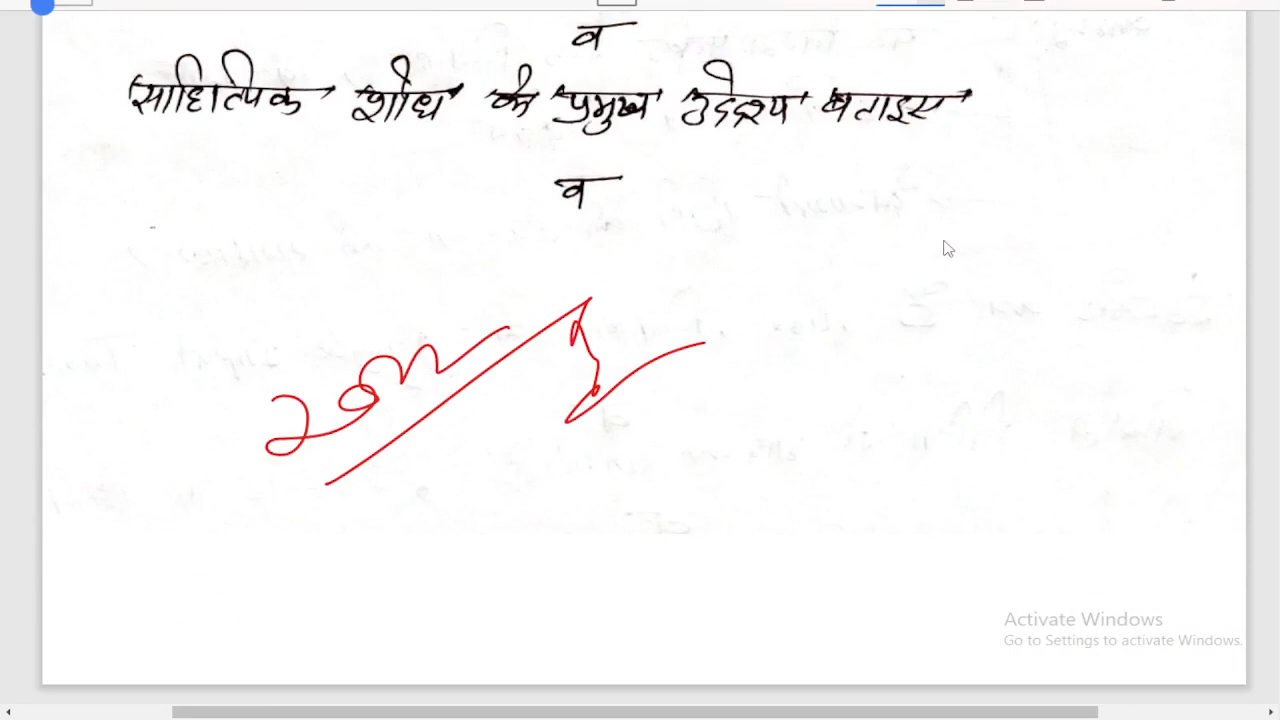 व
साहित्यिक शोध के प्रमुख उद्देश्य बताइए
व
Activate Windows
Go to Settings to activate Windows.